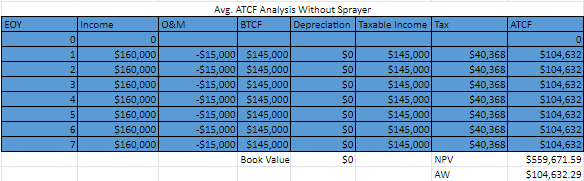 Avg. ATCF Analysis Without Sprayer
EOY Income O&M BTCF Depreciation Taxable Income Tax ATCF
0 0 0
1 $160,000 -$15,000 $145,000 $0 $145,000 $40,368 $104,632
2 $160,000 -$15,000 $145,000 $0 $145,000 $40,368 $104,632
3 $160,000 -$15,000 $145,000 $0 $145,000 $40,368 $104,632
4 $160,000 -$15,000 $145,000 $0 $145,000 $40,368 $104,632
5 $160,000 -$15,000 $145,000 $0 $145,000 $40,368 $104,632
6 $160,000 -$15,000 $145,000 $0 $145,000 $40,368 $104,632
7 $160,000 -$15,000 $145,000 $0 $145,000 $40,368 $104,632
Book Value $0 NPV $559,671.59
AW $104,632.29